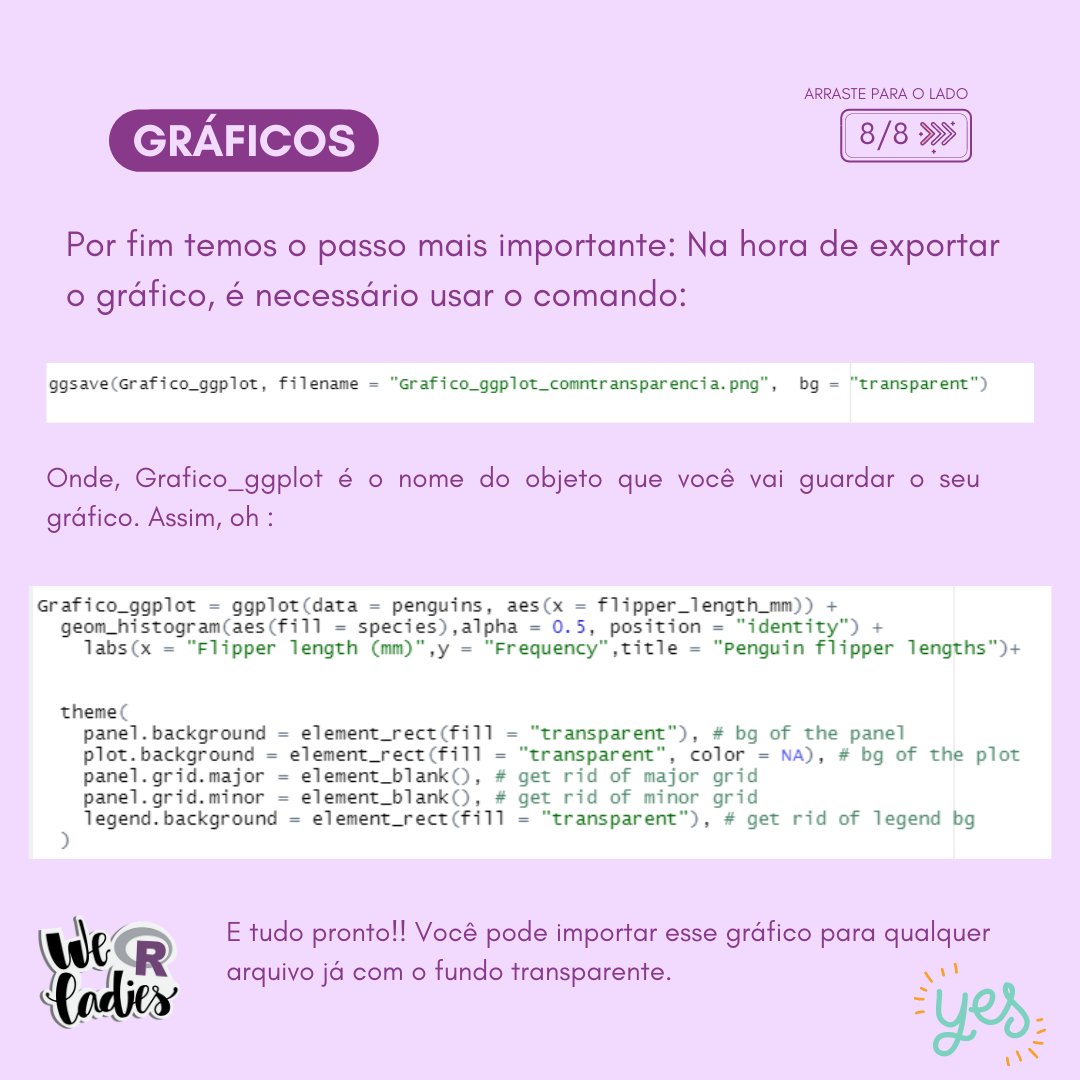 ARRASTE PARA O LADO
GRÁFICOS
8/8
Por fim temos o passo mais importante: Na hora de exportar
o gráfico, é necessário usar o comando:
ggsave(Grafico_ggplot, filename = "Grafico_ggplot_comntransparencia.png",  bg = "transparent")
Onde, Grafico_ggplot é o nome do objeto que você vai guardar o seu
gráfico. Assim, oh :
Grafico_ggplot = ggplot(data = penguins, aes(x = flipper_length_mm)) +
  geom_histogram(aes(fill = species),alpha = 0.5, position = "identity") +
    labs(x = "Flipper length (mm)",y = "Frequency",title = "Penguin flipper lengths")+
  theme(
    panel.background = element_rect(fill = "transparent"), # bg of the panel
    plot.background = element_rect(fill = "transparent", color = NA), # bg of the plot
    panel.grid.major = element_blank(), # get rid of major grid
    panel.grid.minor = element_blank(), # get rid of minor grid
    legend.background = element_rect(fill = "transparent"), # get rid of legend bg
  )
We R
Ladies
E tudo pronto!! Você pode importar esse gráfico para qualquer
arquivo já com o fundo transparente.
yes